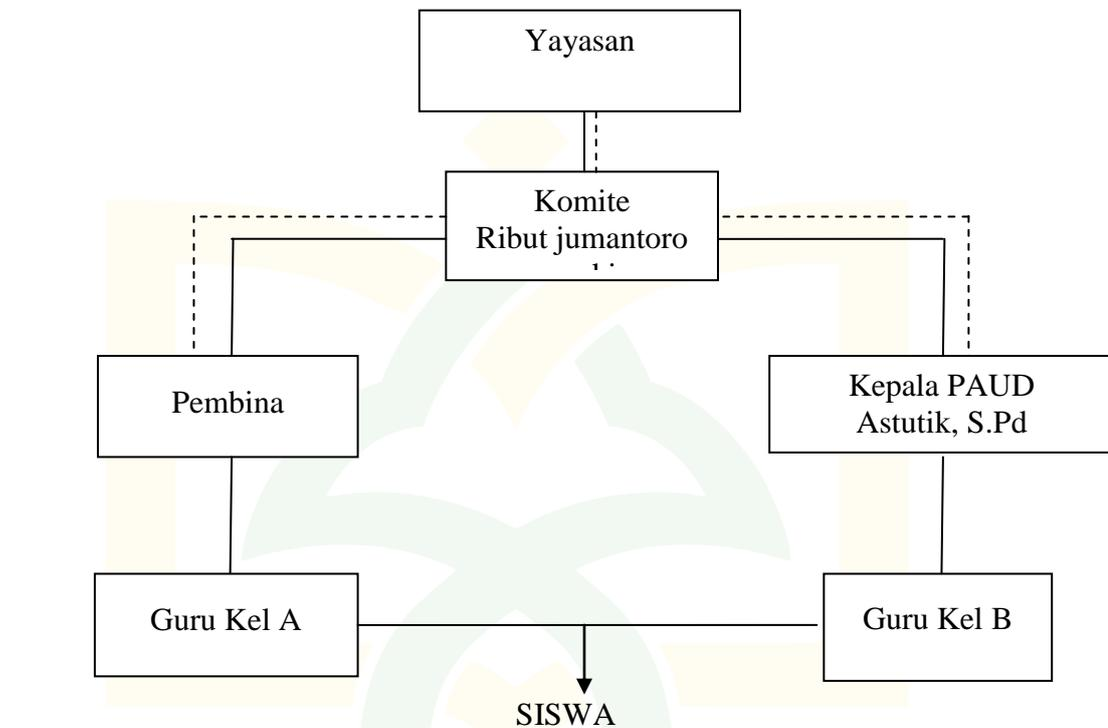 Yayasan
Komite
Ribut jumantoro
Pembina
Kepala PAUD
Astutik, S.Pd
Guru Kel A
Guru Kel B
SISWA